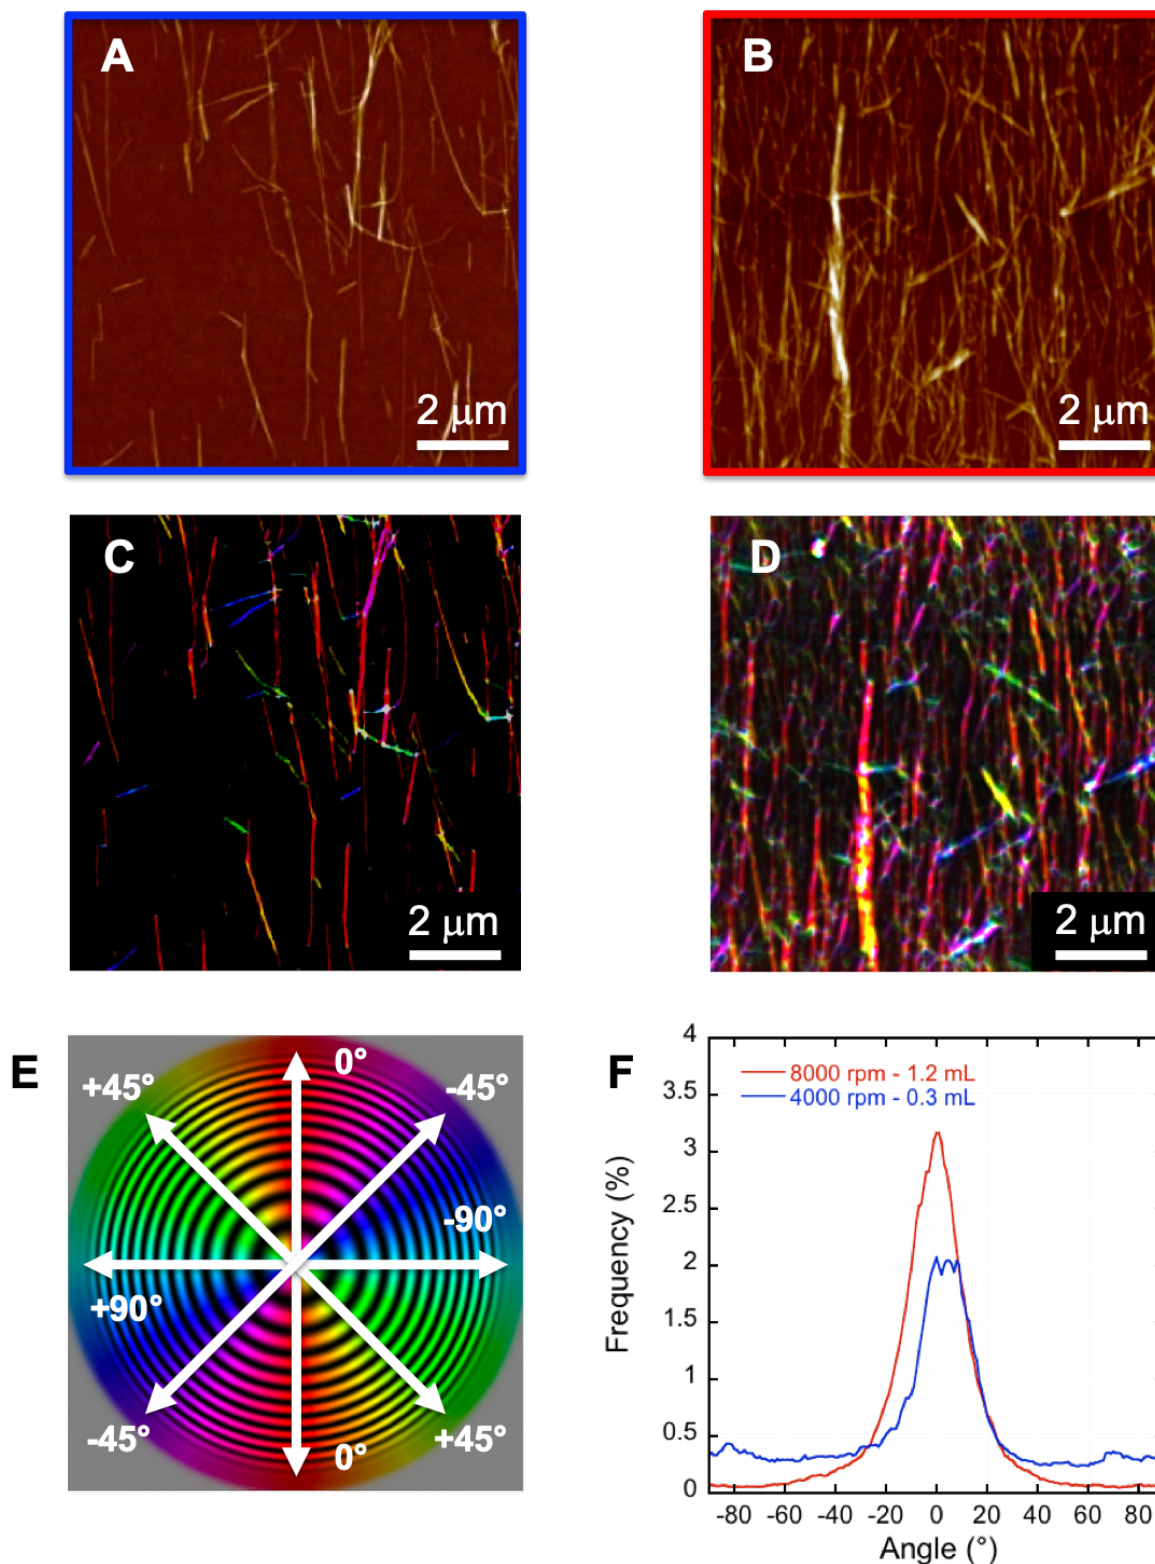 A
2 μm
B
2 μm
C
2 μm
D
2 μm
E
0°
+45°
-45°
-90°
+90°
-45°
+45°
0°
F
4
3.5
3
2.5
2
1.5
1
0.5
0
Frequency (%)
8000 rpm - 1.2 mL
4000 rpm - 0.3 mL
-80 -60 -40 -20 0 20 40 60 80
Angle (°)